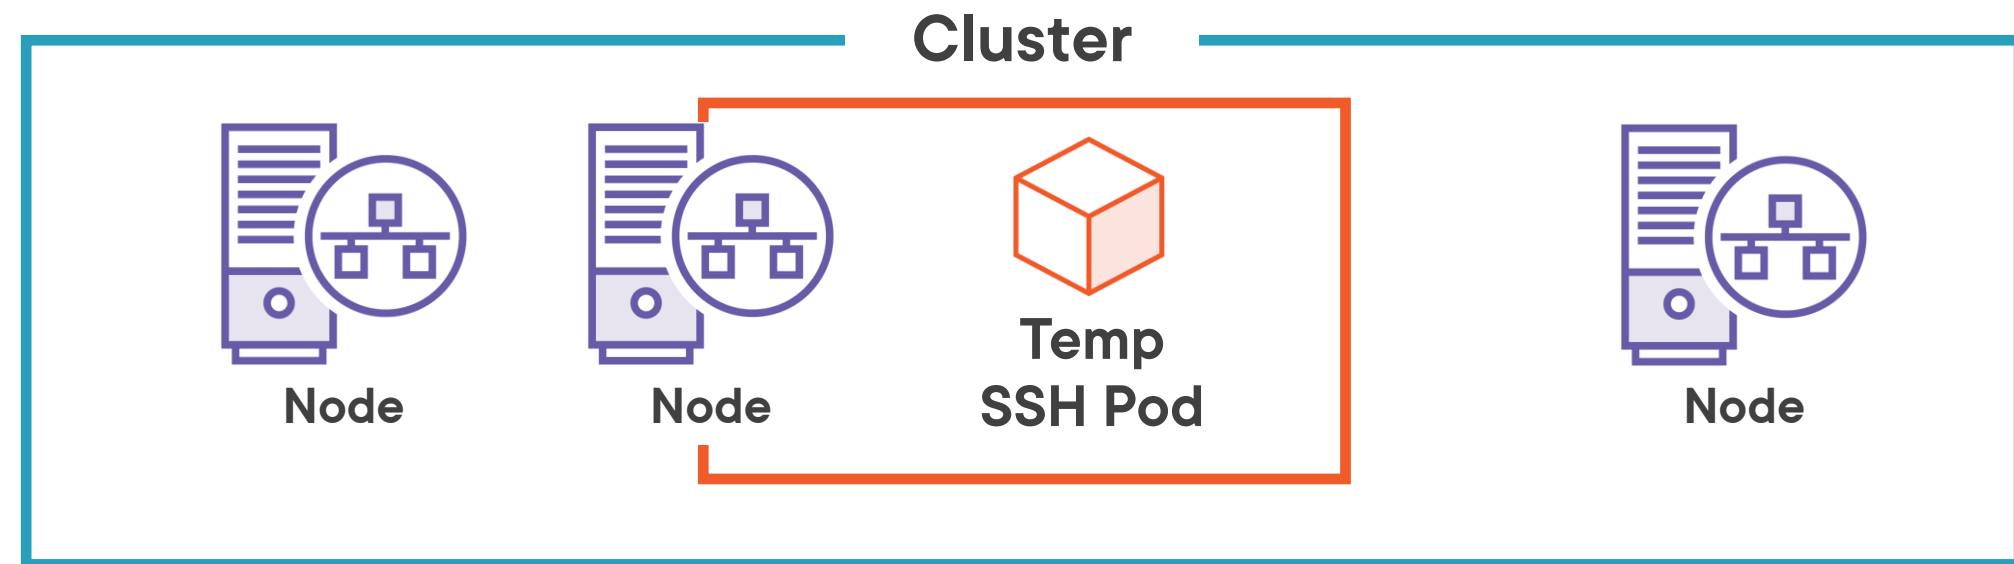 Cluster
Node
Node
Temp
SSH Pod
Node